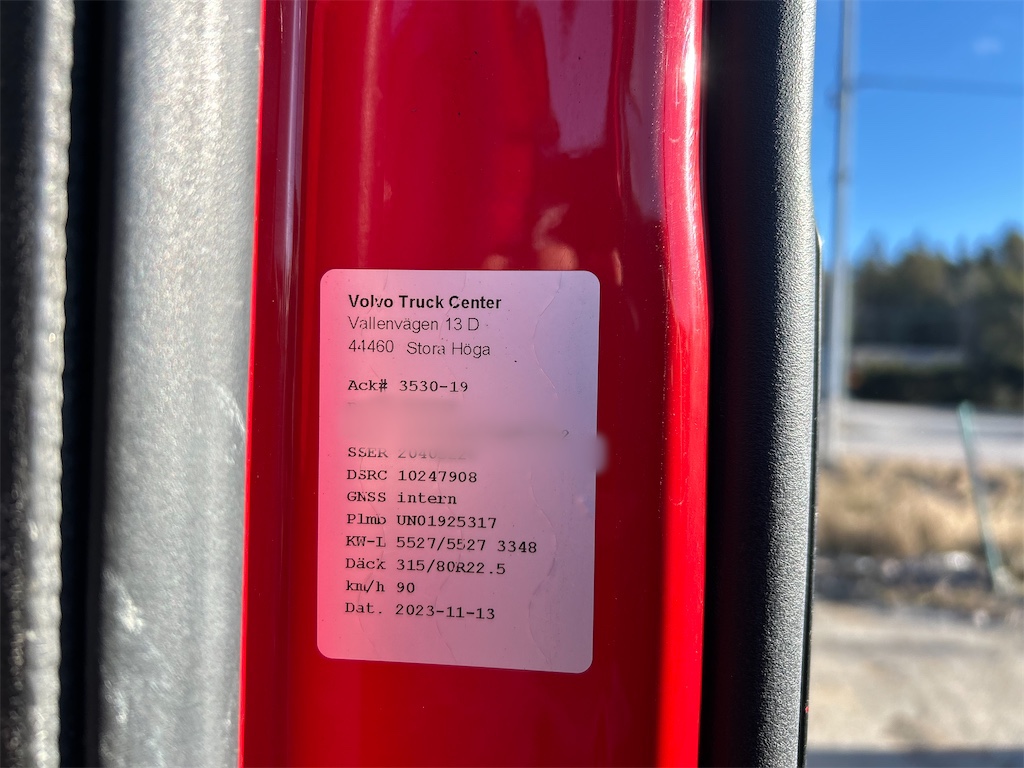 Volvo Truck Center
Vallenvägen 13 D
44460 Stora Höga
Ack# 3530-19
SSER
DSRC 10247908
GNSS intern
Plmb UN01925317
KW-L 5527/5527 3348
Däck 315/80R22.5
km/h 90
Dat. 2023-11-13